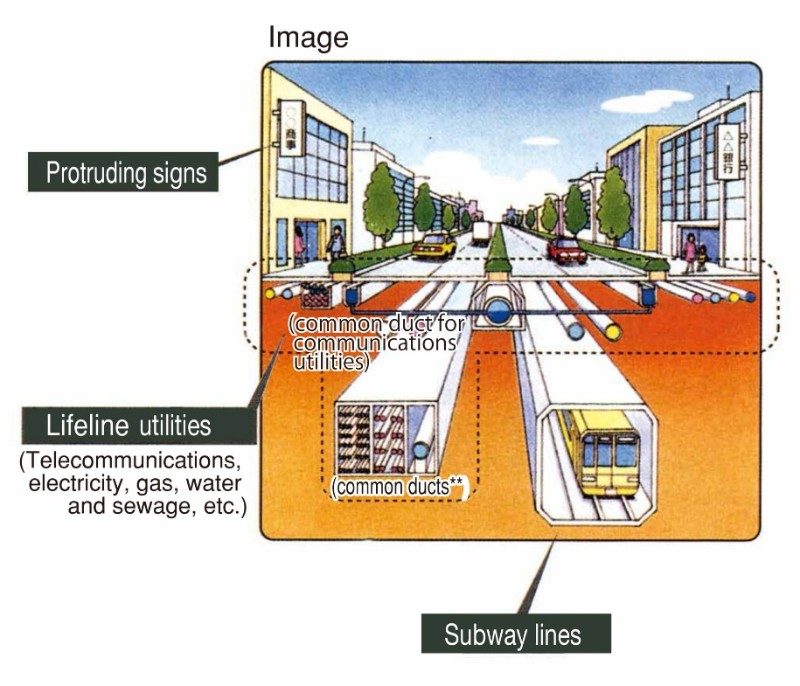 Image
○○商事
△△銀行
Protruding signs
(common duct for
communications
utilities)
Lifeline utilities
(Telecommunications,
electricity, gas, water
and sewage, etc.)
(common ducts**)
Subway lines